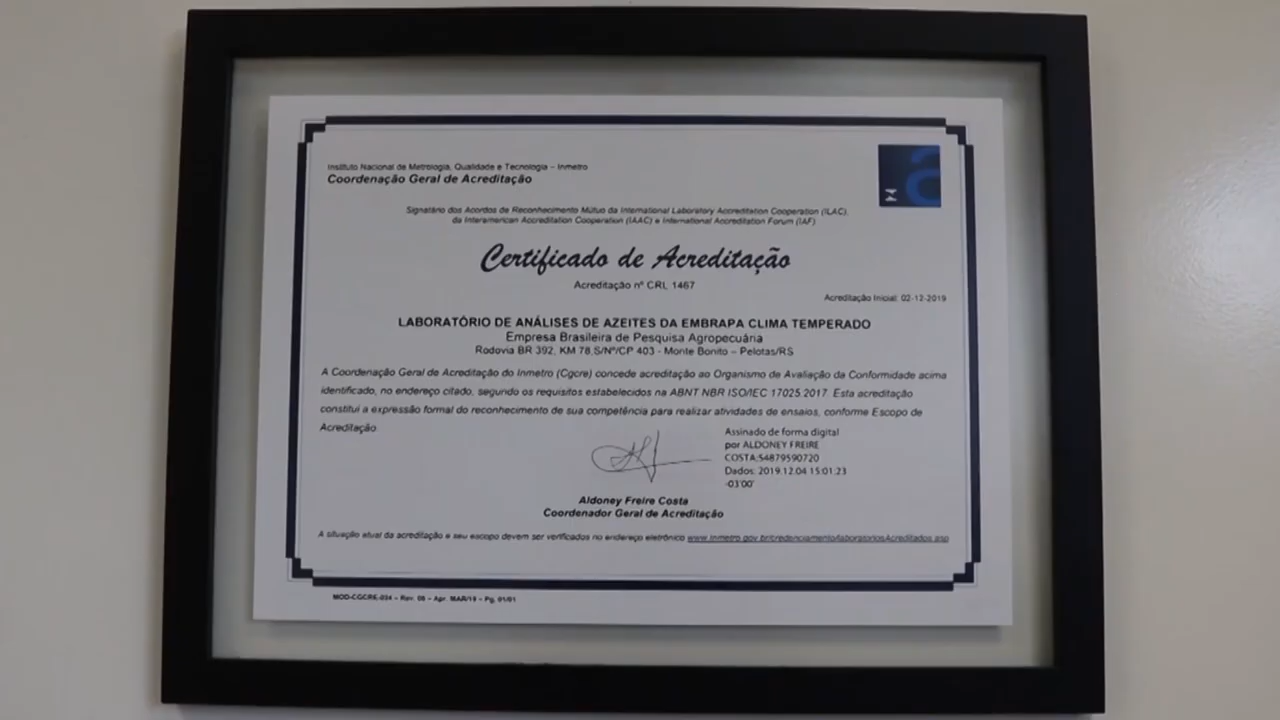 Instituto Nacional de Metrologia, Qualidade e Tecnologia – Inmetro
Coordenação Geral de Acreditação
Signatário dos Acordos de Reconhecimento Mútuo da International Laboratory Accreditation Cooperation (ILAC),
da Interamerican Accreditation Cooperation (IAAC) e International Accreditation Forum (IAF)
Certificado de Acreditação
Acreditação nº CRL 1467
Acreditação Inicial: 02-12-2019
LABORATÓRIO DE ANÁLISES DE AZEITES DA EMBRAPA CLIMA TEMPERADO
Empresa Brasileira de Pesquisa Agropecuária
Rodovia BR 392, KM 78,S/Nº/CP 403 - Monte Bonito – Pelotas/RS
A Coordenação Geral de Acreditação do Inmetro (Cgcre) concede acreditação ao Organismo de Avaliação da Conformidade acima
identificado, no endereço citado, segundo os requisitos estabelecidos na ABNT NBR ISO/IEC 17025:2017. Esta acreditação
constitui a expressão formal do reconhecimento de sua competência para realizar atividades de ensaios, conforme Escopo de
Acreditação.
Assinado de forma digital
por ALDONEY FREIRE
COSTA:54879590720
Dados: 2019.12.04 15:01:23
-03'00'
Aldoney Freire Costa
Coordenador Geral de Acreditação
A situação atual da acreditação e seu escopo devem ser verificados no endereço eletrônico www.inmetro.gov.br/credenciamento/laboratoriosAcreditados.asp
MOD-CGCRE-034 – Rev. 05 – Apr. MAR/19 – Pg. 01/01